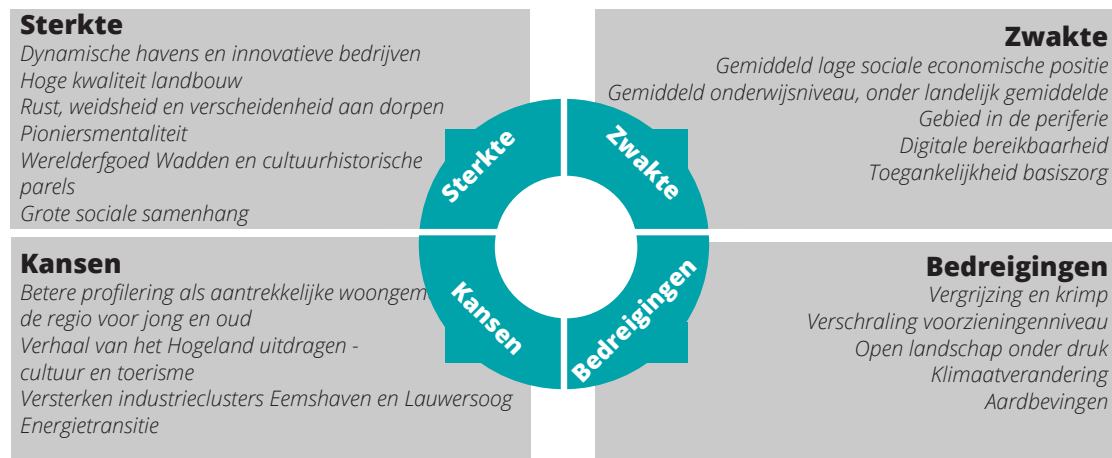 Sterkte
Dynamische havens en innovatieve bedrijven
Hoge kwaliteit landbouw
Rust, weidsheid en verscheidenheid aan dorpen
Pioniersmentaliteit
Werelderfgoed Wadden en cultuurhistorische
parels
Grote sociale samenhang
Zwakte
Gemiddeld lage sociale economische positie
Gemiddeld onderwijsniveau, onder landelijk gemiddelde
Gebied in de periferie
Digitale bereikbaarheid
Toegankelijkheid basiszorg
Sterkte
Zwakte
Kansen
Bedreigingen
Kansen
Betere profilering als aantrekkelijke woongem
de regio voor jong en oud
Verhaal van het Hogeland uitdragen -
cultuur en toerisme
Versterken industrieclusters Eemshaven en Lauwersoog
Energietransitie
Bedreigingen
Vergrijzing en krimp
Verschraling voorzieningenniveau
Open landschap onder druk
Klimaatverandering
Aardbevingen